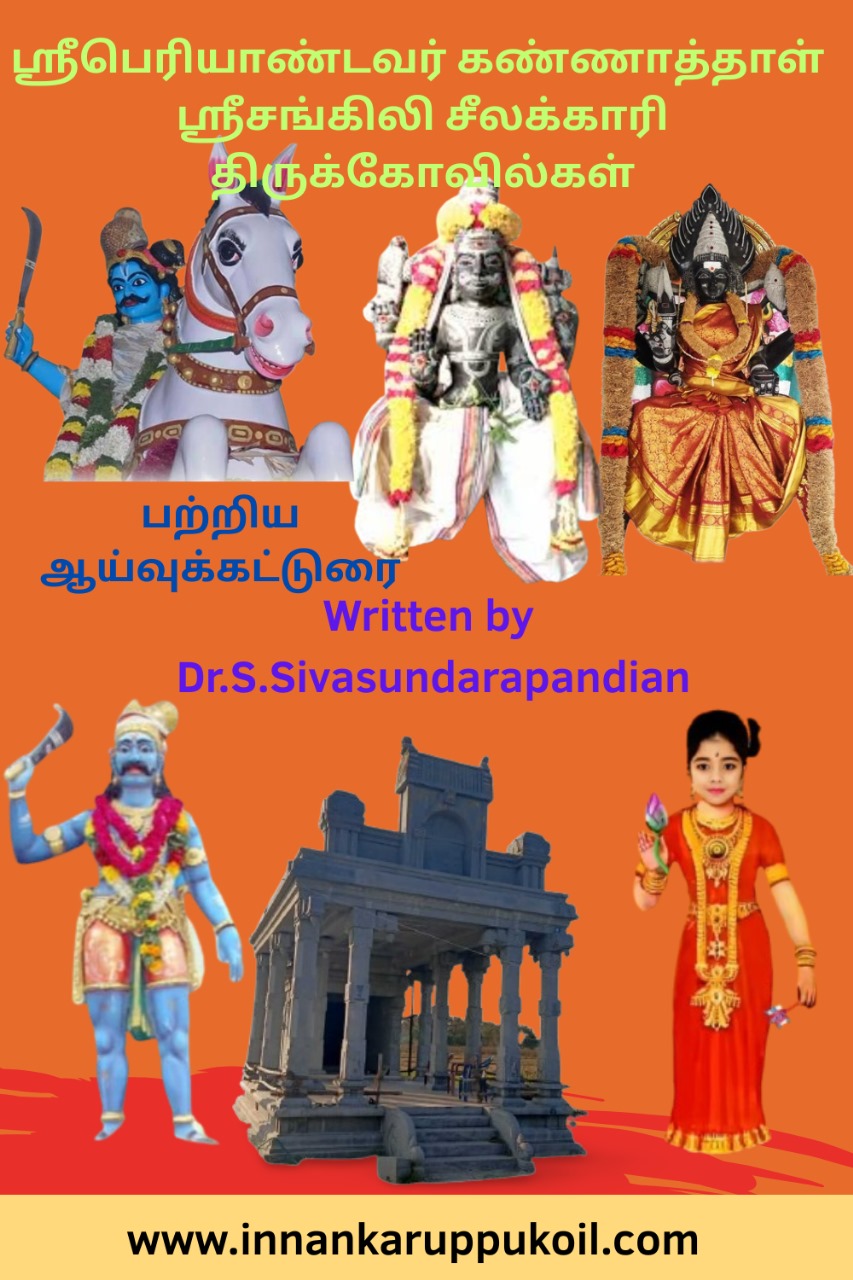 ஸ்ரீபெரியாண்டவர் கண்ணாத்தாள்
ஸ்ரீசங்கிலி சீலக்காரி
திருக்கோவில்கள்
பற்றிய
ஆய்வுக்கட்டுரை
Written by
Dr.S.Sivasundarapandian
www.innankaruppukoil.com